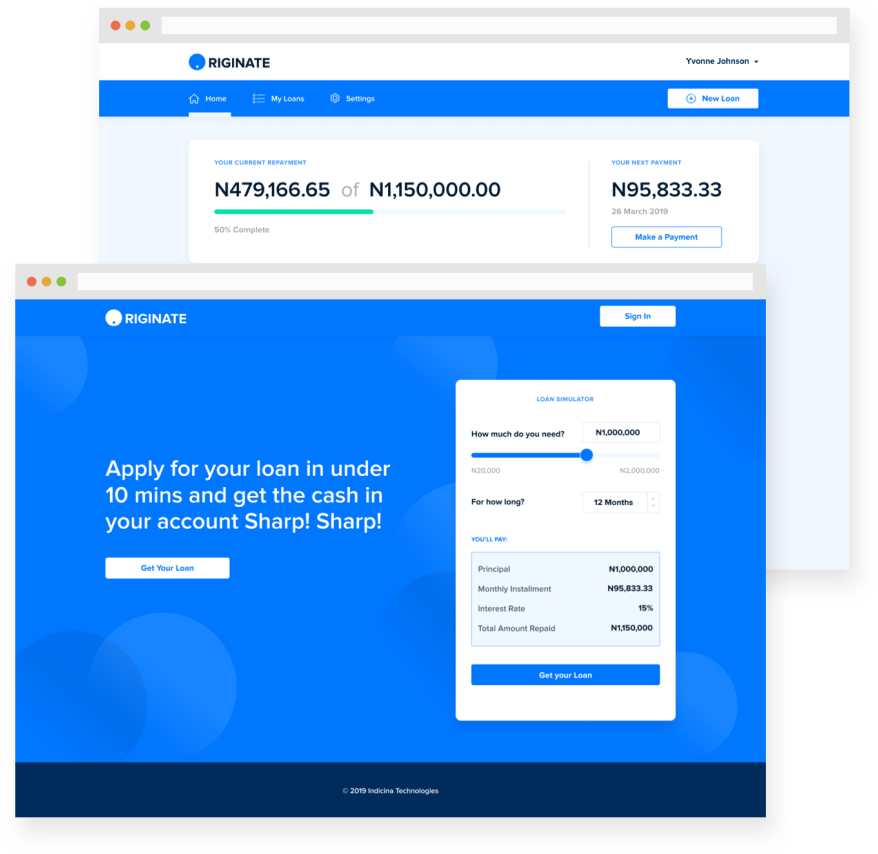 RIGINATE
Yvonne Johnson
Home
My Loans
Settings
New Loan
YOUR CURRENT REPAYMENT
N479,166.65 of N1,150,000.00
50% Complete
YOUR NEXT PAYMENT
N95,833.33
26 March 2019
Make a Payment
RIGINATE
Sign In
Apply for your loan in under
10 mins and get the cash in
your account Sharp! Sharp!
Get Your Loan
LOAN SIMULATOR
How much do you need? N1,000,000
N20,000 N2,000,000
For how long? 12 Months
YOU'LL PAY:
Principal N1,000,000
Monthly Installment N95,833.33
Interest Rate 15%
Total Amount Repaid N1,150,000
Get your Loan
© 2019 Indicina Technologies